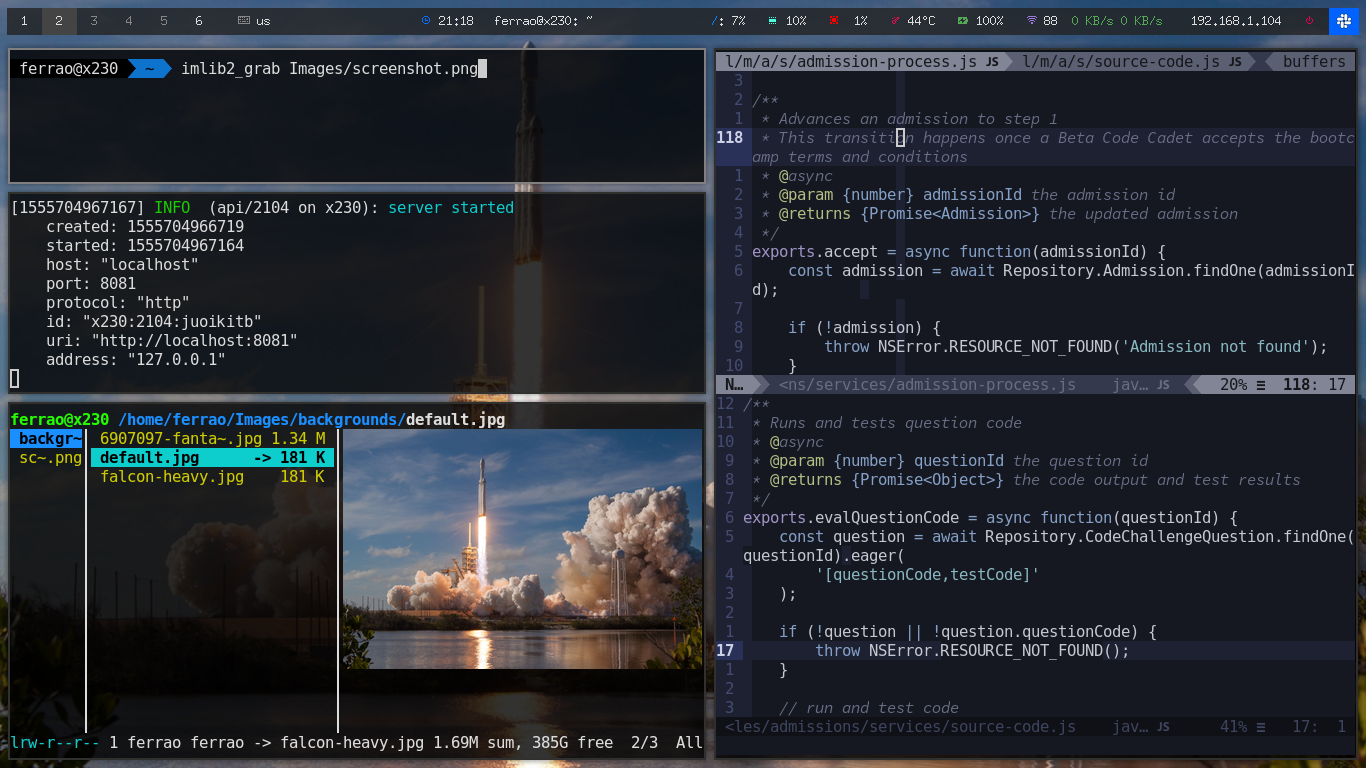 1 2 3 4 5 6 us 21:18 ferrao@x230: ~ /: 7% 10% 1% 44°C 100% 88 0 KB/s 0 KB/s 192.168.1.104
ferrao@x230 ~ imlib2_grab Images/screenshot.png
[1555704967167] INFO (api/2104 on x230): server started
created: 1555704966719
started: 1555704967164
host: "localhost"
port: 8081
protocol: "http"
id: "x230:2104:juoikitb"
uri: "http://localhost:8081"
address: "127.0.0.1"
ferrao@x230 /home/ferrao/Images/backgrounds/default.jpg
backgr~ 6907097-fanta~.jpg 1.34 M
sc~.png default.jpg -> 181 K
falcon-heavy.jpg 181 K
lrw-r--r-- 1 ferrao ferrao -> falcon-heavy.jpg 1.69M sum, 385G free 2/3 All
l/m/a/s/admission-process.js JS l/m/a/s/source-code.js JS buffers
3
2 /**
1 * Advances an admission to step 1
118 * This transition happens once a Beta Code Cadet accepts the bootc
amp terms and conditions
1 * @async
2 * @param {number} admissionId the admission id
3 * @returns {Promise<Admission>} the updated admission
4 */
5 exports.accept = async function(admissionId) {
6 const admission = await Repository.Admission.findOne(admissionI
d);
7
8 if (!admission) {
9 throw NSError.RESOURCE_NOT_FOUND('Admission not found');
10 }
N… <ns/services/admission-process.js jav… JS 20% ≡ 118: 17
12 /**
11 * Runs and tests question code
10 * @async
9 * @param {number} questionId the question id
8 * @returns {Promise<Object>} the code output and test results
7 */
6 exports.evalQuestionCode = async function(questionId) {
5 const question = await Repository.CodeChallengeQuestion.findOne(
questionId).eager(
4 '[questionCode,testCode]'
3 );
2
1 if (!question || !question.questionCode) {
17 throw NSError.RESOURCE_NOT_FOUND();
1 }
2
3 // run and test code
<les/admissions/services/source-code.js jav… JS 41% ≡ 17: 1